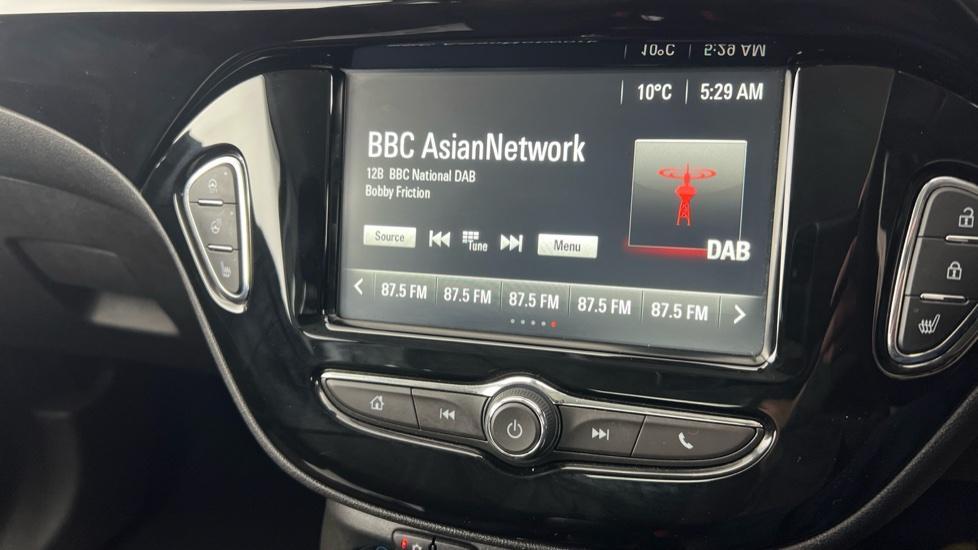 10°C 5:29 AM
BBC AsianNetwork
12B BBC National DAB
Bobby Friction
DAB
Source Tune Menu
87.5 FM 87.5 FM 87.5 FM 87.5 FM 87.5 FM